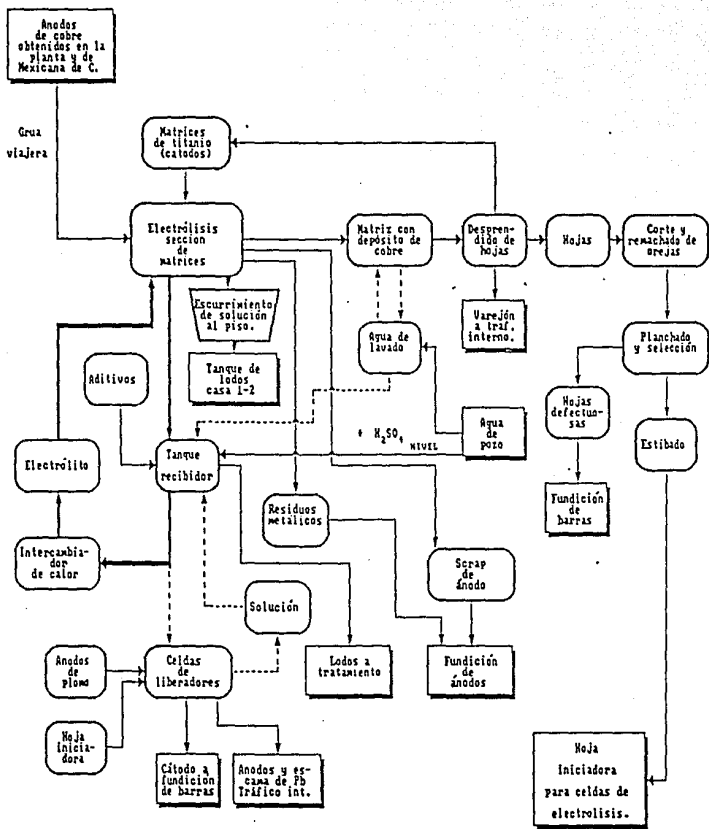 Anodos
de cobre
obtenidos en la
planta y de
Mexicana de C.
Grua
viajera
Matrices
de titanio
(catodos)
Electrólisis
seccion
de
matrices
Matriz con
depósito de
cobre
Despren
dido de
hojas
Hojas
Corte y
remachado de
orejas
Escurrimiento
de solución
al piso.
Tanque de
lodos
casa 1-2
Agua de
lavado
Varejón
a traf.
interno.
Planchado
y selección
Aditivos
Hojas
defectuo-
sas
+ H2SO4
NIVEL
Agua
de
pozo
Estibado
Electrólito
Tanque
recibidor
Residuos
metálicos
Fundición
de
barras
Intercambia-
dor
de calor
Scrap
de
ánodo
Solución
Anodos
de plomo
Celdas
de
liberadores
Lodos a
tratamiento
Fundición
de
ánodos
Hoja
Inicia-
dora
Cátodo a
fundición
de barras
Anodos y es-
cama de Pb
Tráfico int.
Hoja
Iniciadora
para celdas de
electrolisis.